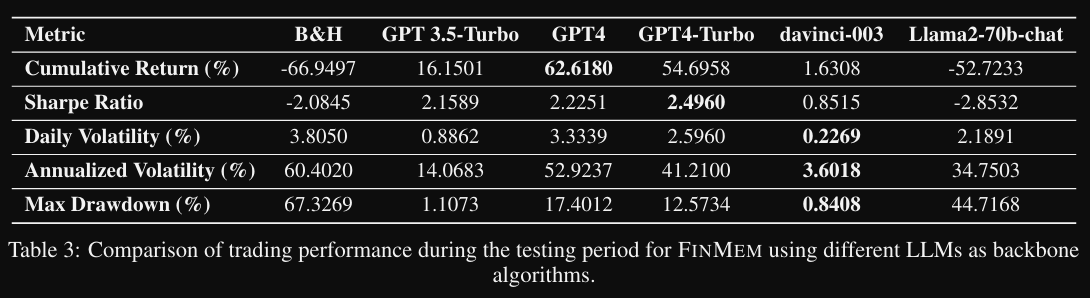 Metric B&H GPT 3.5-Turbo GPT4 GPT4-Turbo davinci-003 Llama2-70b-chat
Cumulative Return (%) -66.9497 16.1501 62.6180 54.6958 1.6308 -52.7233
Sharpe Ratio -2.0845 2.1589 2.2251 2.4960 0.8515 -2.8532
Daily Volatility (%) 3.8050 0.8862 3.3339 2.5960 0.2269 2.1891
Annualized Volatility (%) 60.4020 14.0683 52.9237 41.2100 3.6018 34.7503
Max Drawdown (%) 67.3269 1.1073 17.4012 12.5734 0.8408 44.7168
Table 3: Comparison of trading performance during the testing period for FINMEM using different LLMs as backbone
algorithms.